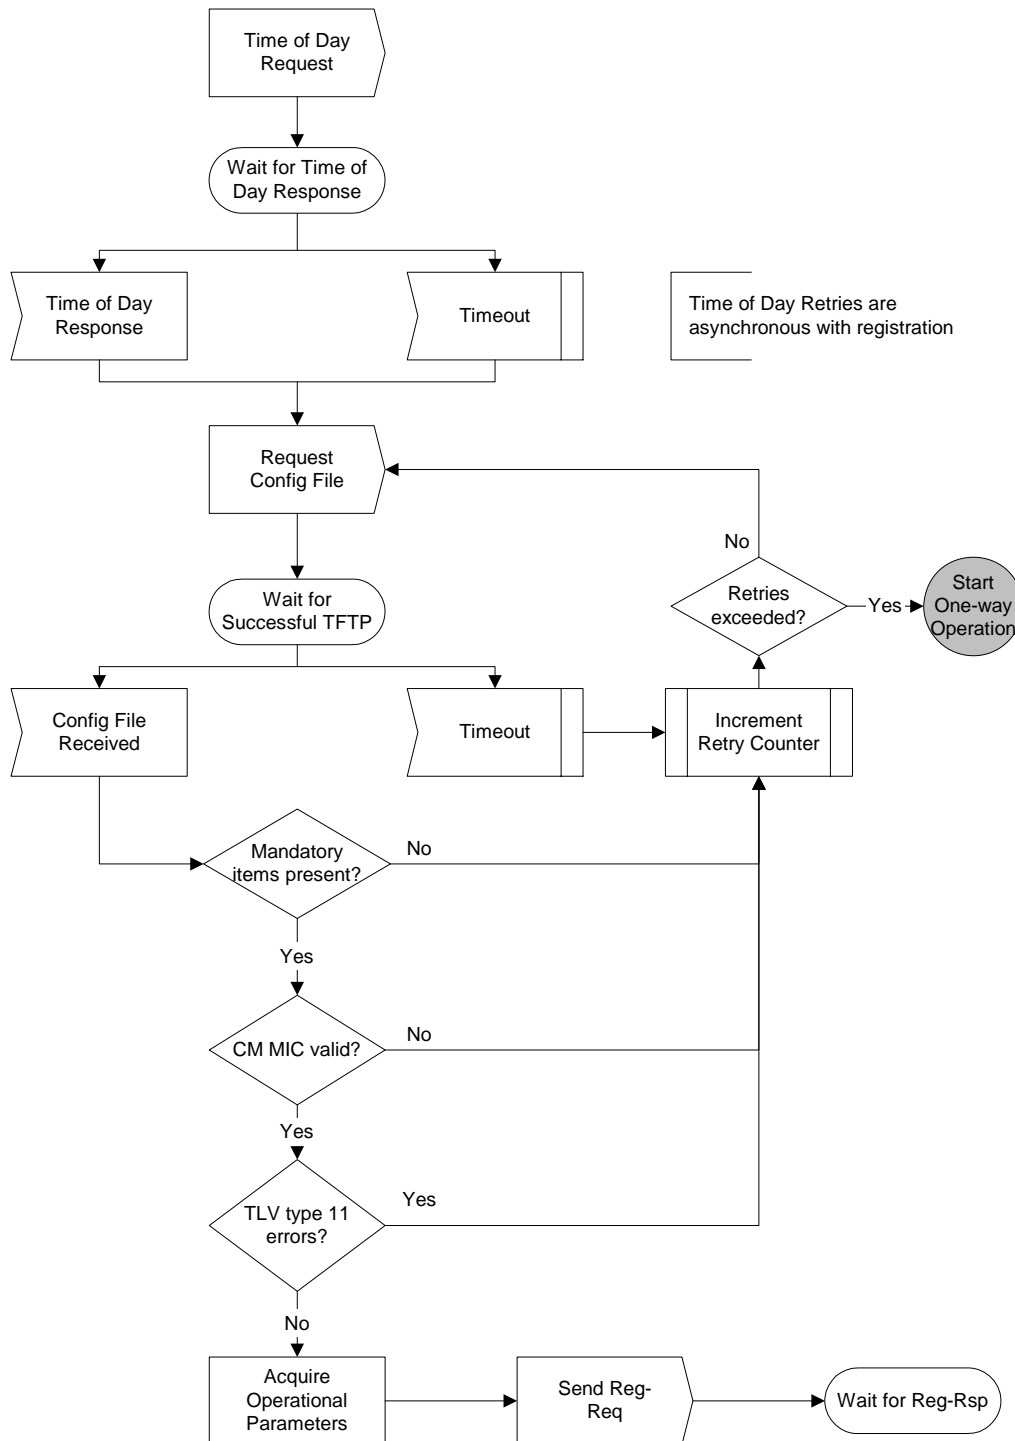 Time of Day
Request
Wait for Time of
Day Response
Time of Day
Response
Timeout
Time of Day Retries are
asynchronous with registration
Request
Config File
No
Retries
exceeded?
Yes
Start
One-way
Operation
Wait for
Successful TFTP
Config File
Received
Timeout
Increment
Retry Counter
Mandatory
items present?
No
Yes
CM MIC valid?
No
Yes
TLV type 11
errors?
Yes
No
Acquire
Operational
Parameters
Send Reg-
Req
Wait for Reg-Rsp